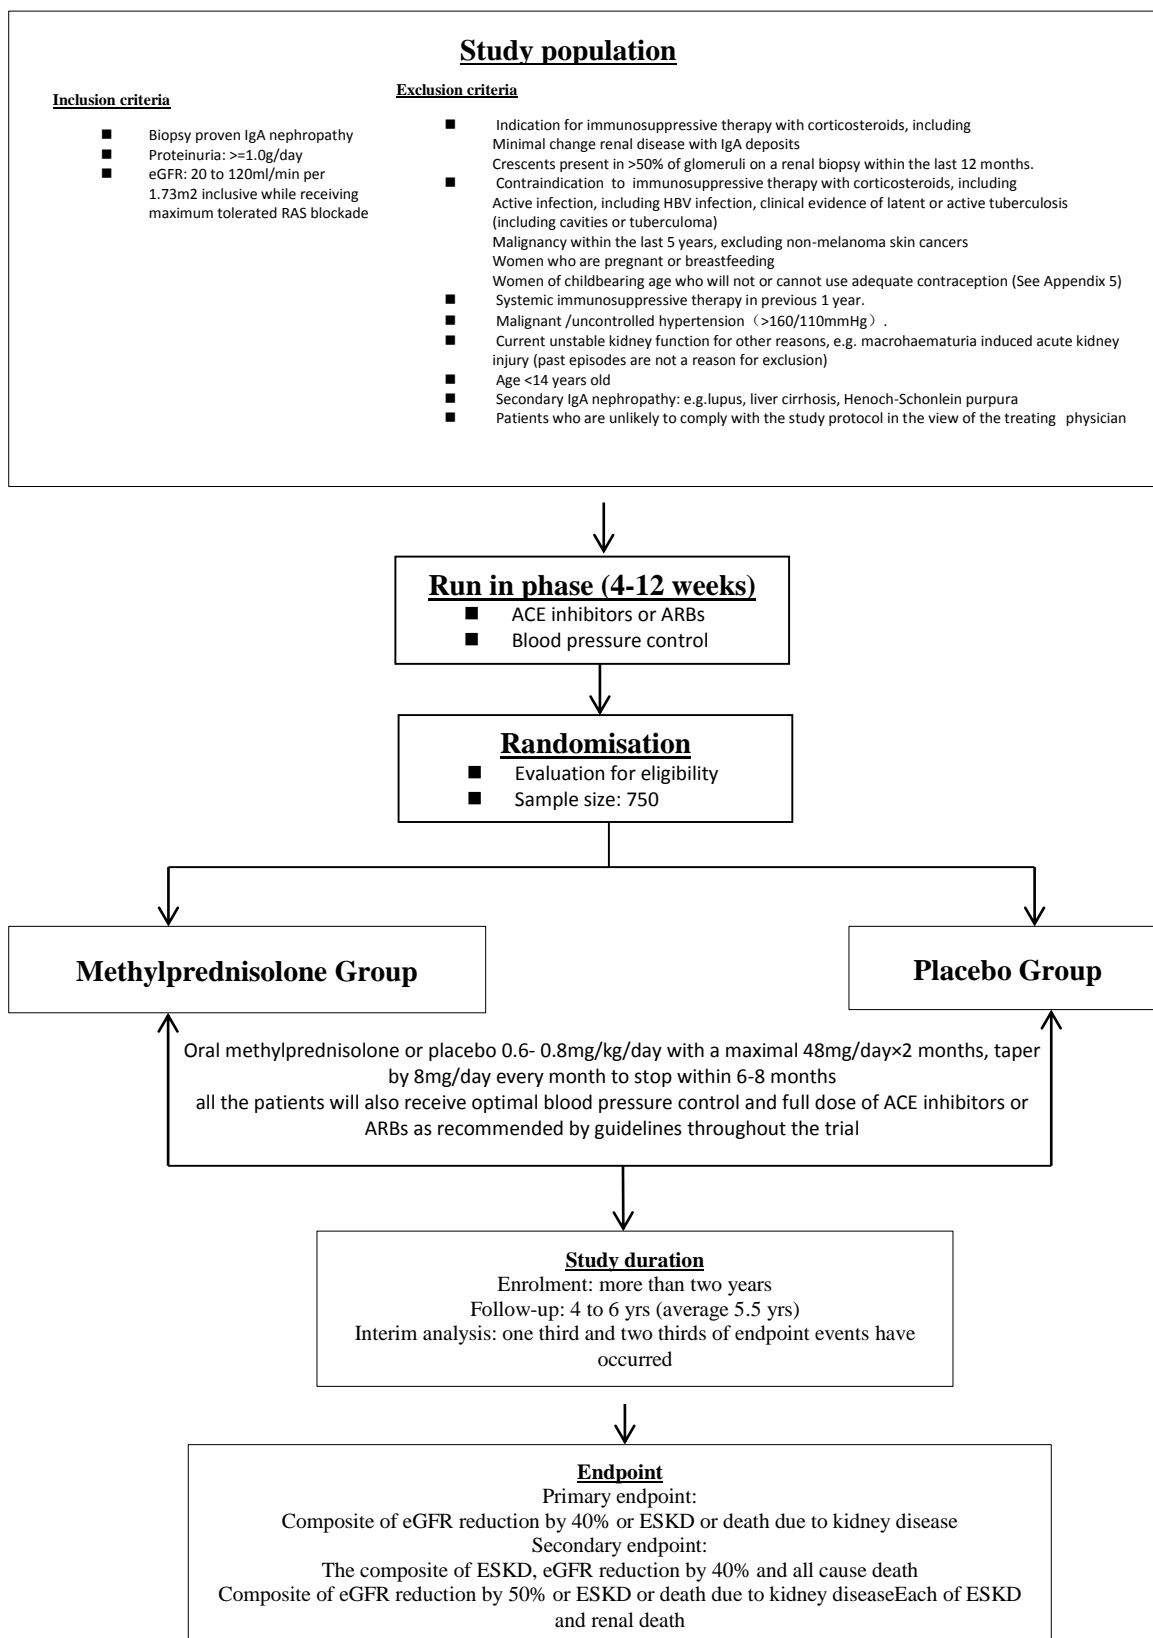 Study population
Inclusion criteria
■ Biopsy proven IgA nephropathy
■ Proteinuria: >=1.0g/day
■ eGFR: 20 to 120ml/min per
1.73m2 inclusive while receiving
maximum tolerated RAS blockade
Exclusion criteria
■ Indication for immunosuppressive therapy with corticosteroids, including
Minimal change renal disease with IgA deposits
Crescents present in >50% of glomeruli on a renal biopsy within the last 12 months.
■ Contraindication to immunosuppressive therapy with corticosteroids, including
Active infection, including HBV infection, clinical evidence of latent or active tuberculosis
(including cavities or tuberculoma)
Malignancy within the last 5 years, excluding non-melanoma skin cancers
Women who are pregnant or breastfeeding
Women of childbearing age who will not or cannot use adequate contraception (See Appendix 5)
■ Systemic immunosuppressive therapy in previous 1 year.
■ Malignant /uncontrolled hypertension（>160/110mmHg）.
■ Current unstable kidney function for other reasons, e.g. macrohaematuria induced acute kidney
injury (past episodes are not a reason for exclusion)
■ Age <14 years old
■ Secondary IgA nephropathy: e.g.lupus, liver cirrhosis, Henoch-Schonlein purpura
■ Patients who are unlikely to comply with the study protocol in the view of the treating physician
Run in phase (4-12 weeks)
■ ACE inhibitors or ARBs
■ Blood pressure control
Randomisation
■ Evaluation for eligibility
■ Sample size: 750
Methylprednisolone Group
Placebo Group
Oral methylprednisolone or placebo 0.6- 0.8mg/kg/day with a maximal 48mg/day×2 months, taper
by 8mg/day every month to stop within 6-8 months
all the patients will also receive optimal blood pressure control and full dose of ACE inhibitors or
ARBs as recommended by guidelines throughout the trial
Study duration
Enrolment: more than two years
Follow-up: 4 to 6 yrs (average 5.5 yrs)
Interim analysis: one third and two thirds of endpoint events have
occurred
Endpoint
Primary endpoint:
Composite of eGFR reduction by 40% or ESKD or death due to kidney disease
Secondary endpoint:
The composite of ESKD, eGFR reduction by 40% and all cause death
Composite of eGFR reduction by 50% or ESKD or death due to kidney diseaseEach of ESKD
and renal death